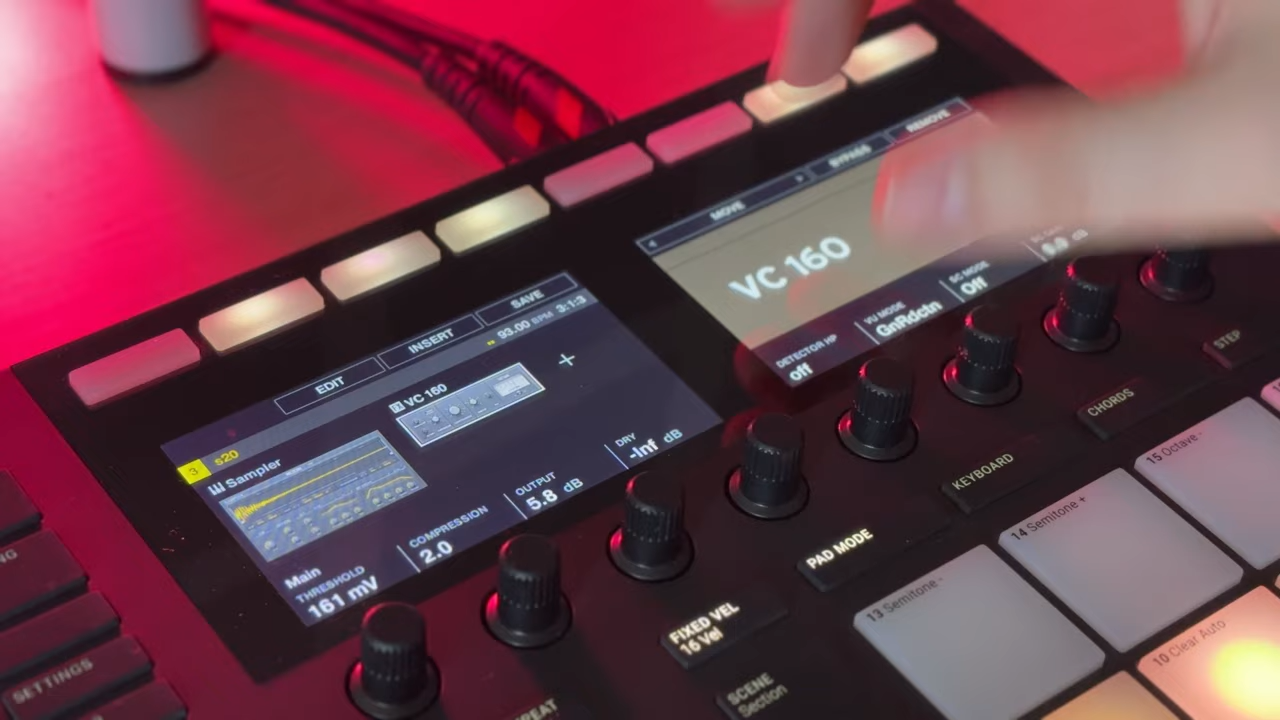 EDIT
INSERT
SAVE
93.00 BPM 3:1:3
3 s20
Sampler
VC 160
+
Main
THRESHOLD
161 mV
COMPRESSION
2.0
OUTPUT
5.8 dB
DRY
-Inf dB
MOVE
BYPASS
REMOVE
VC 160
DETECTOR HP
off
VU MODE
GnRdctn
SC MODE
Off
dB
STEP
CHORDS
KEYBOARD
PAD MODE
FIXED VEL
16 Vel
SCENE
Section
15 Octave -
14 Semitone +
13 Semitone -
10 Clear Auto
SETTINGS